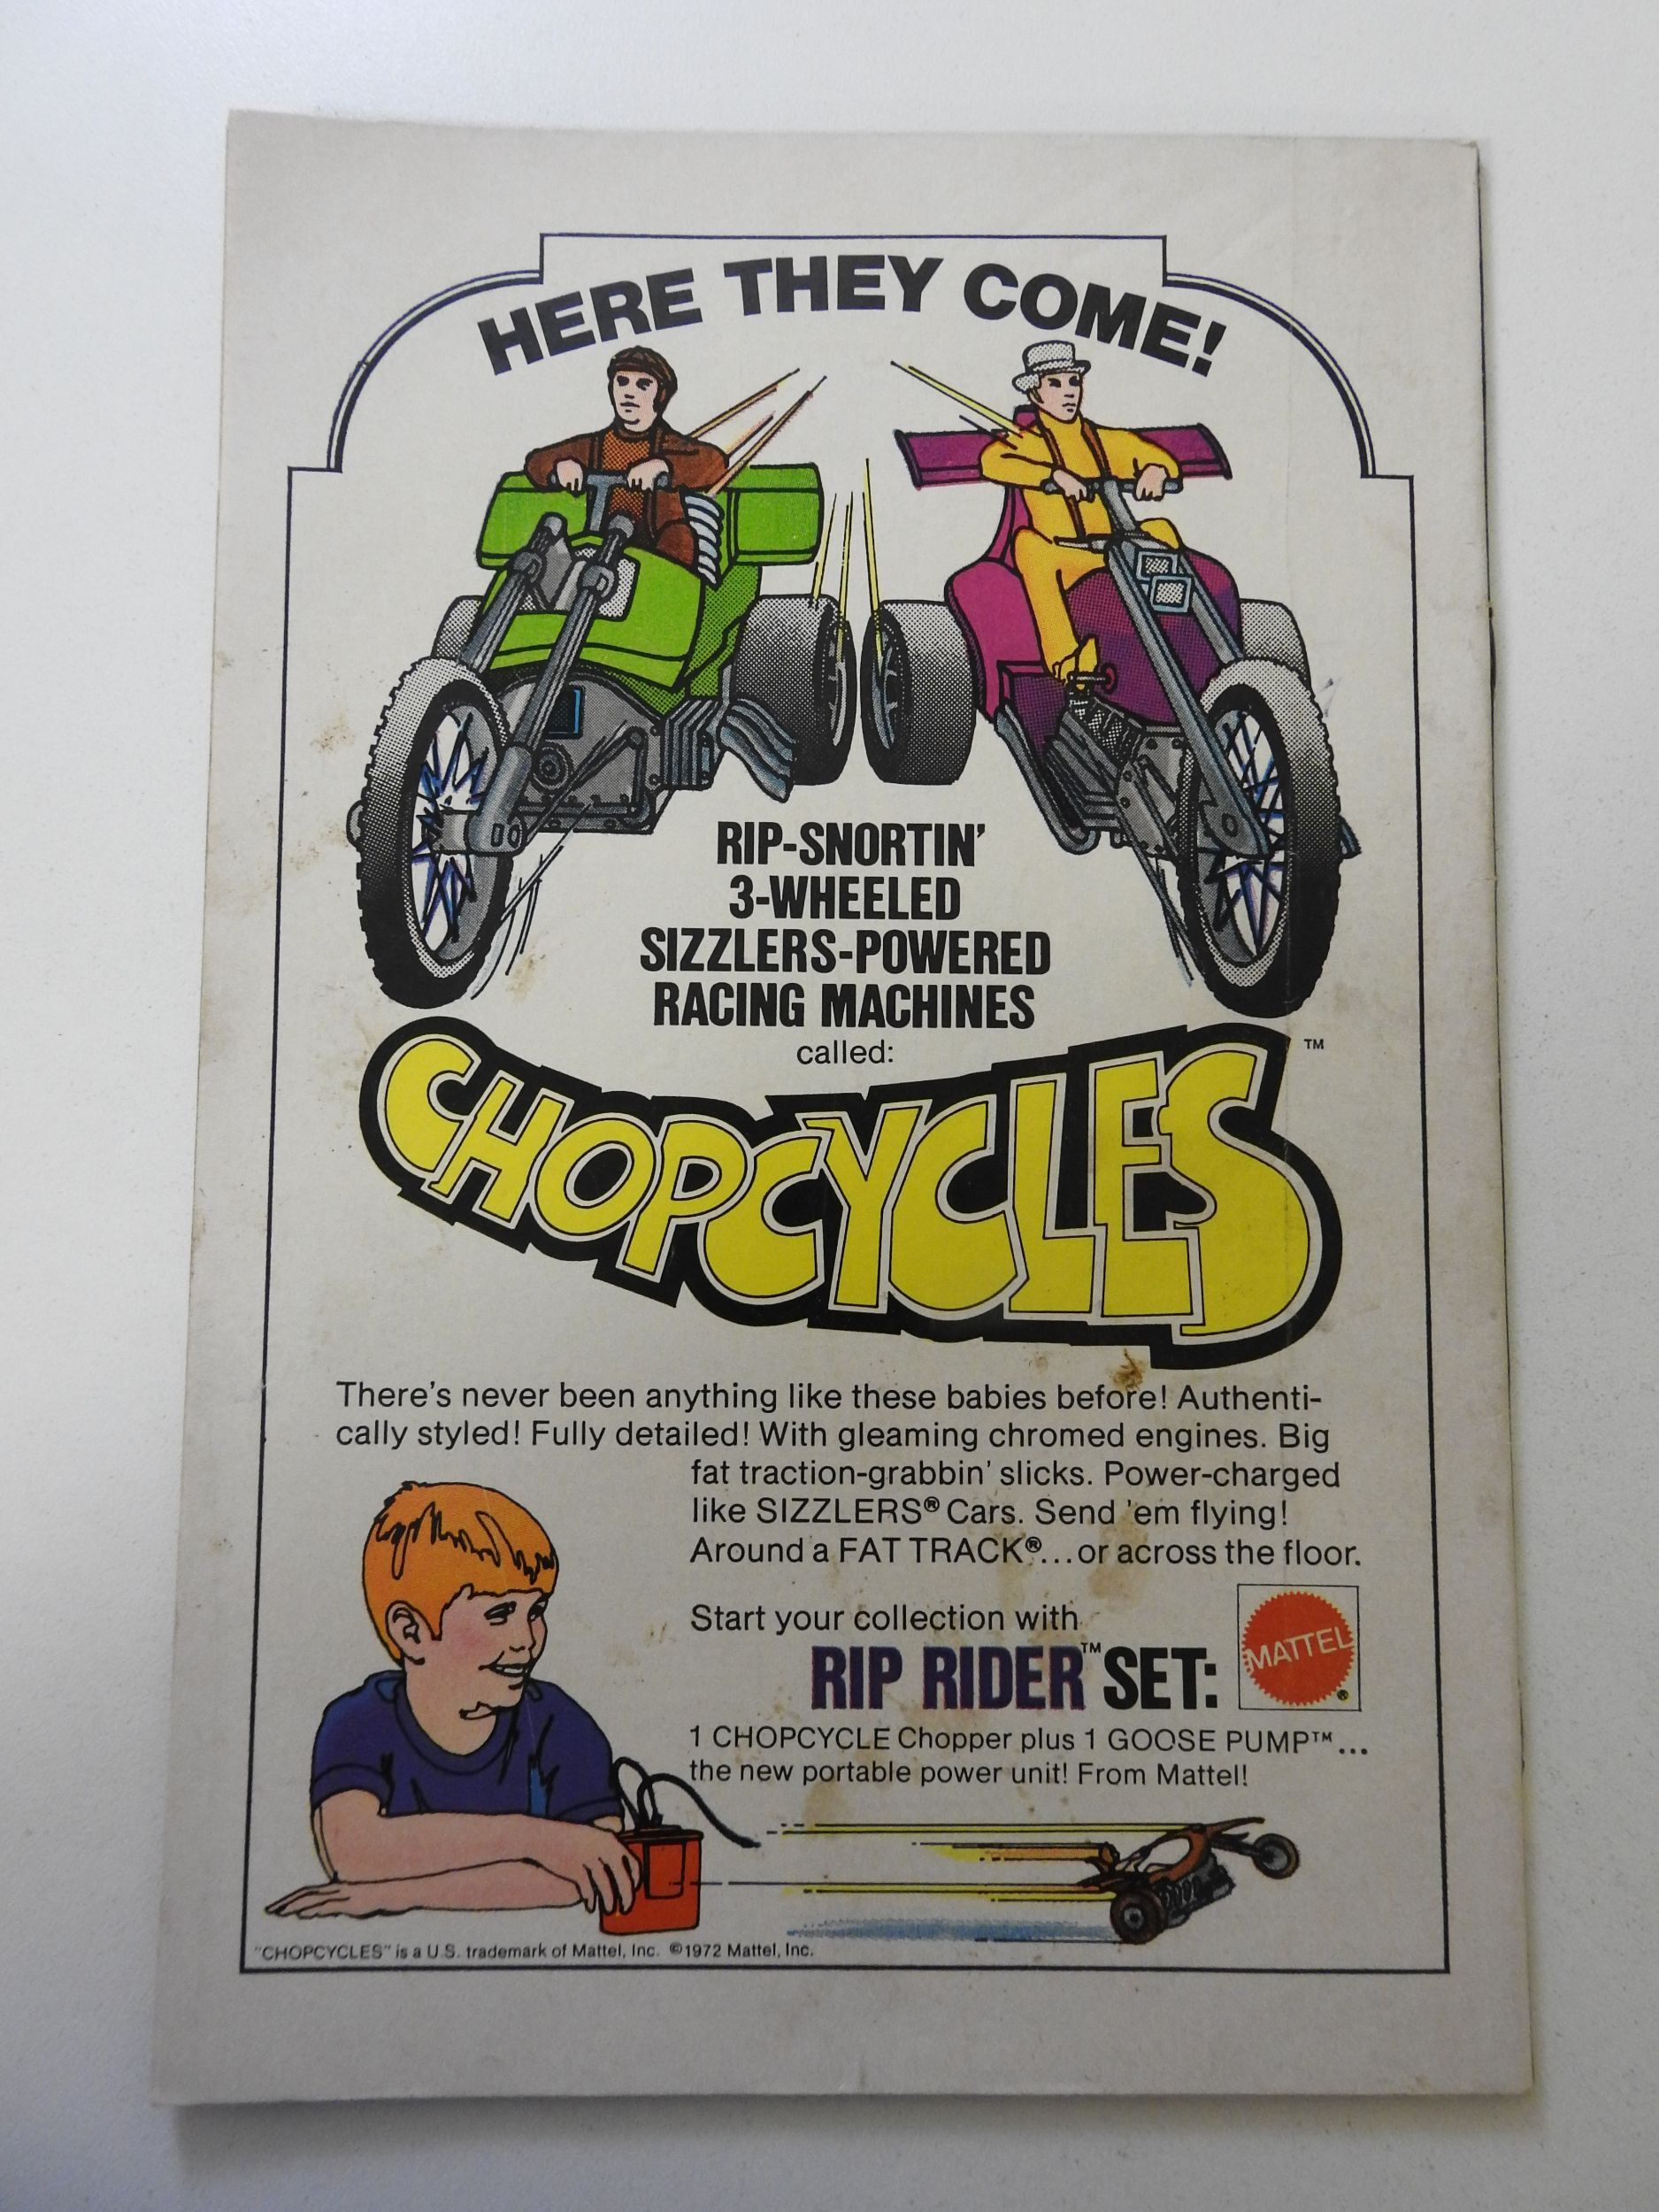 HERE THEY COME!
RIP-SNORTIN'
3-WHEELED
SIZZLERS-POWERED
RACING MACHINES
called:
CHOPCYCLES™
There's never been anything like these babies before! Authenti-
cally styled! Fully detailed! With gleaming chromed engines. Big
fat traction-grabbin' slicks. Power-charged
like SIZZLERS® Cars. Send 'em flying!
Around a FAT TRACK®...or across the floor.
Start your collection with
RIP RIDER™ SET:
MATTEL®
1 CHOPCYCLE Chopper plus 1 GOOSE PUMP™...
the new portable power unit! From Mattel!
"CHOPCYCLES" is a U.S. trademark of Mattel, Inc. ©1972 Mattel, Inc.